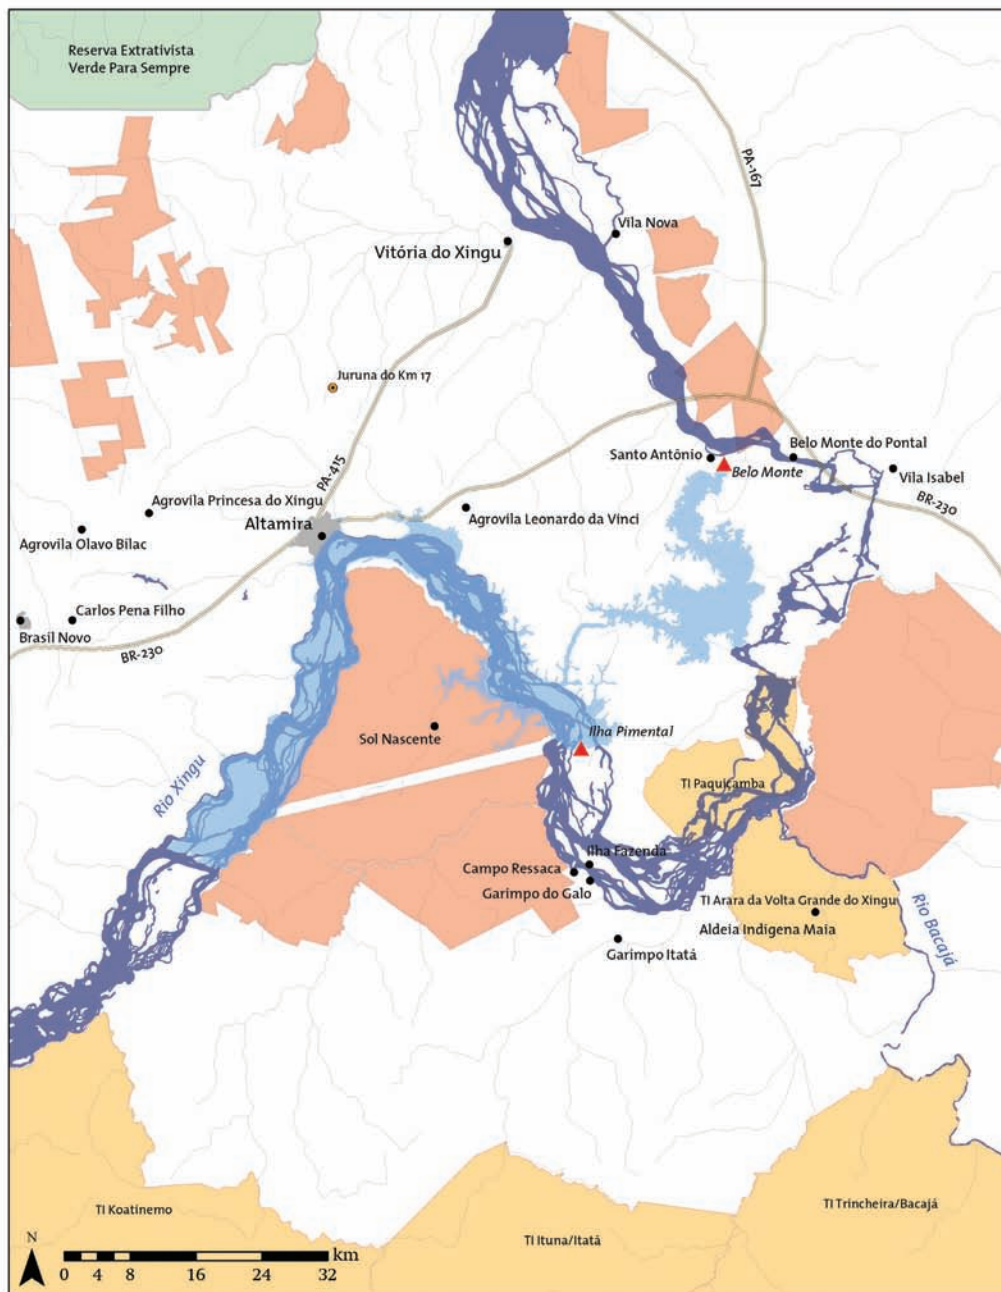 Reserva Extrativista
Verde Para Sempre
PA-167
Vila Nova
Vitória do Xingu
Juruna do Km 17
PA-415
Santo Antônio
Belo Monte do Pontal
Belo Monte
Vila Isabel
BR-230
Agrovila Princesa do Xingu
Altamira
Agrovila Leonardo da Vinci
Agrovila Olavo Bilac
Carlos Pena Filho
Brasil Novo
BR-230
Sol Nascente
Ilha Pimental
Rio Xingu
TI Paquiçamba
Ilha Fazenda
Campo Ressaca
Garimpo do Galo
TI Arara da Volta Grande do Xingu
Aldeia Indígena Maia
Rio Bacajá
Garimpo Itatá
TI Koatinemo
TI Trincheira/Bacajá
TI Ituna/Itatá
N
km
0 4 8 16 24 32